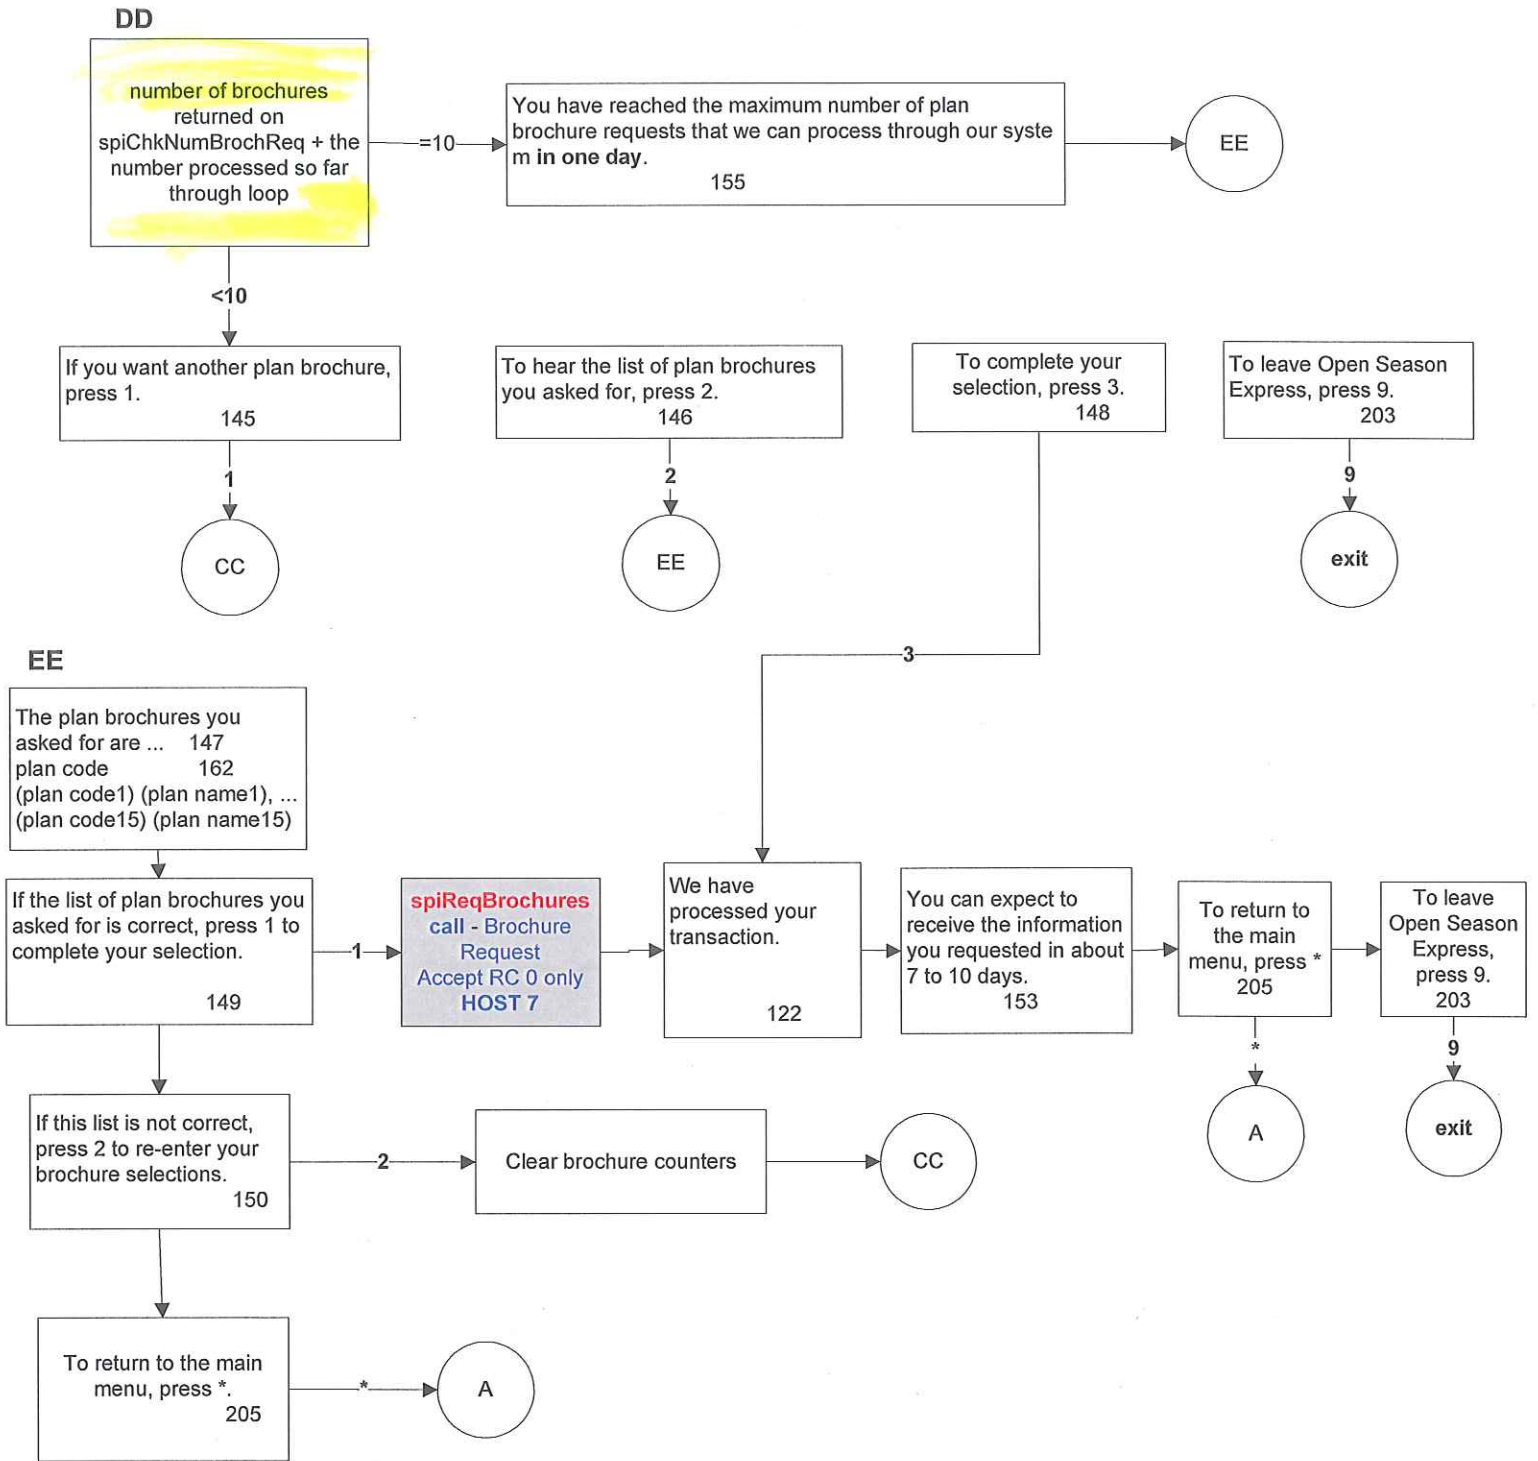 DD
number of brochures
returned on
spiChkNumBrochReq + the
number processed so far
through loop
=10
You have reached the maximum number of plan
brochure requests that we can process through our syste
m in one day.
155
EE
<10
If you want another plan brochure,
press 1.
145
To hear the list of plan brochures
you asked for, press 2.
146
To complete your
selection, press 3.
148
To leave Open Season
Express, press 9.
203
1
2
9
CC
EE
exit
3
EE
The plan brochures you
asked for are ... 147
plan code 162
(plan code1) (plan name1), ...
(plan code15) (plan name15)
If the list of plan brochures you
asked for is correct, press 1 to
complete your selection.
149
1
spiReqBrochures
call - Brochure
Request
Accept RC 0 only
HOST 7
We have
processed your
transaction.
122
You can expect to
receive the information
you requested in about
7 to 10 days.
153
To return to
the main
menu, press *
205
To leave
Open Season
Express,
press 9.
203
*
9
A
exit
If this list is not correct,
press 2 to re-enter your
brochure selections.
150
2
Clear brochure counters
CC
To return to the main
menu, press *.
205
*
A